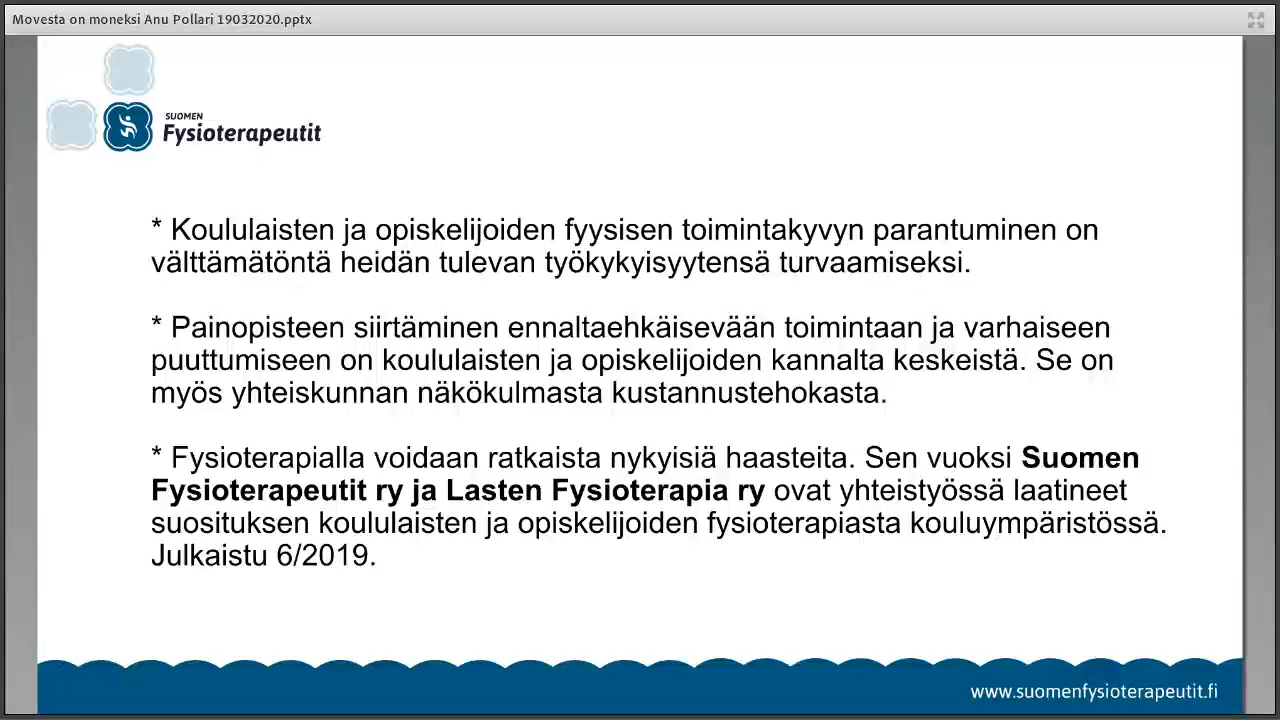 Movesta on moneksi Anu Pollari 19032020.pptx
SUOMEN
Fysioterapeutit
* Koululaisten ja opiskelijoiden fyysisen toimintakyvyn parantuminen on
välttämätöntä heidän tulevan työkykyisyytensä turvaamiseksi.
* Painopisteen siirtäminen ennaltaehkäisevään toimintaan ja varhaiseen
puuttumiseen on koululaisten ja opiskelijoiden kannalta keskeistä. Se on
myös yhteiskunnan näkökulmasta kustannustehokasta.
* Fysioterapialla voidaan ratkaista nykyisiä haasteita. Sen vuoksi Suomen
Fysioterapeutit ry ja Lasten Fysioterapia ry ovat yhteistyössä laatineet
suosituksen koululaisten ja opiskelijoiden fysioterapiasta kouluympäristössä.
Julkaistu 6/2019.
www.suomenfysioterapeutit.fi